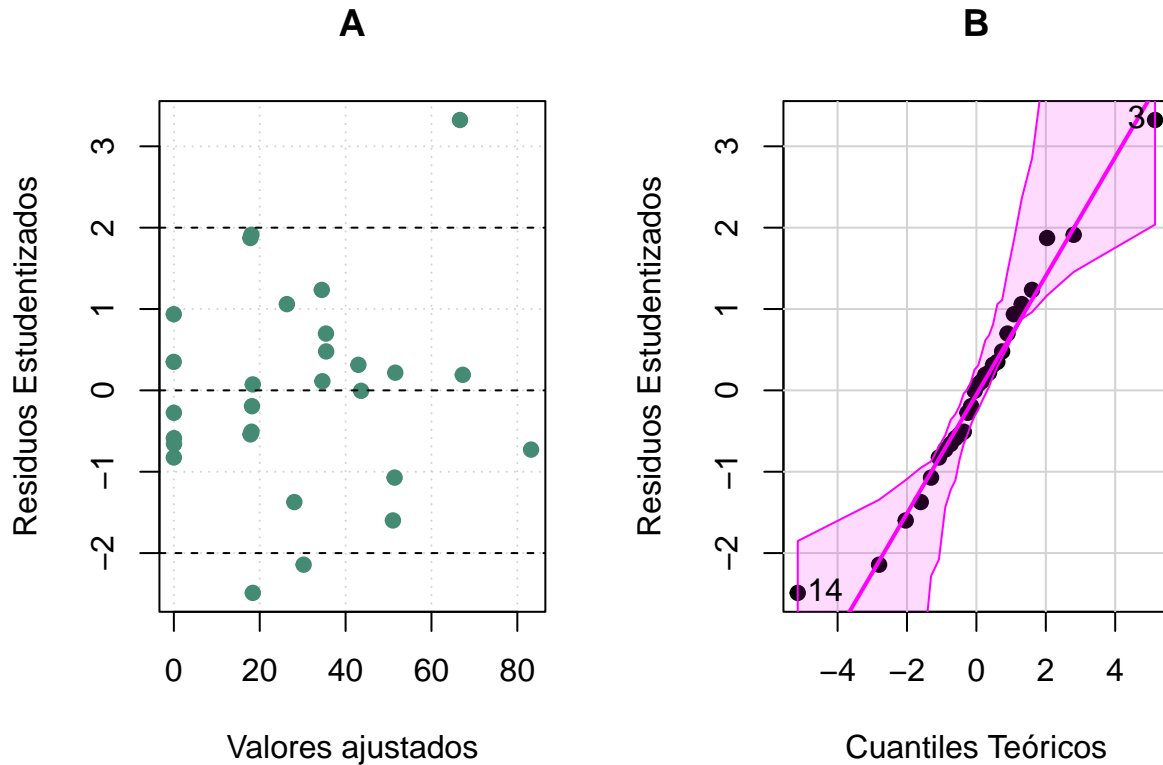 A
Residuos Estudentizados
3
2
1
0
−1
−2
0 20 40 60 80
Valores ajustados
B
Residuos Estudentizados
3
2
1
0
−1
−2
3
14
−4 −2 0 2 4
Cuantiles Teóricos